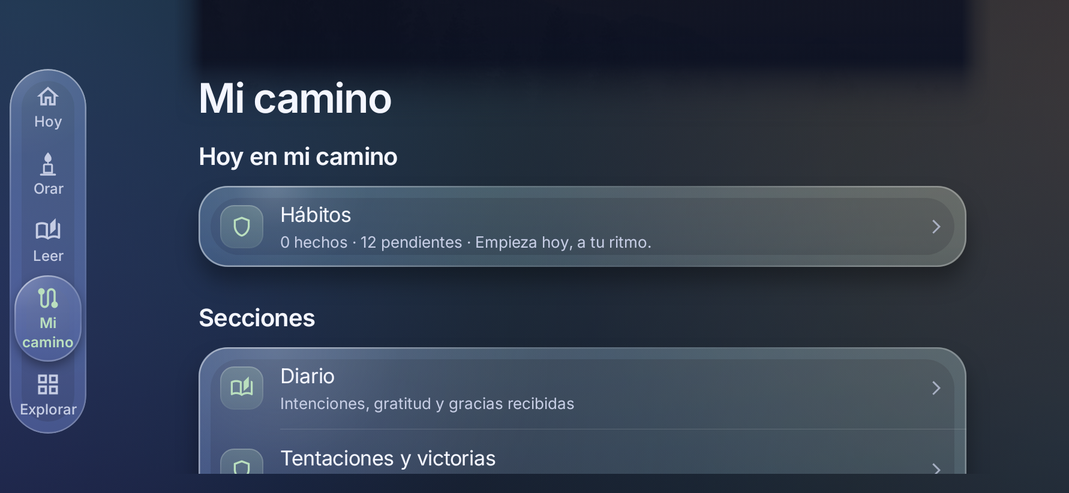 Hoy
Orar
Leer
Mi
camino
Explorar
Mi camino
Hoy en mi camino
Hábitos
0 hechos · 12 pendientes · Empieza hoy, a tu ritmo.
Secciones
Diario
Intenciones, gratitud y gracias recibidas
Tentaciones y victorias